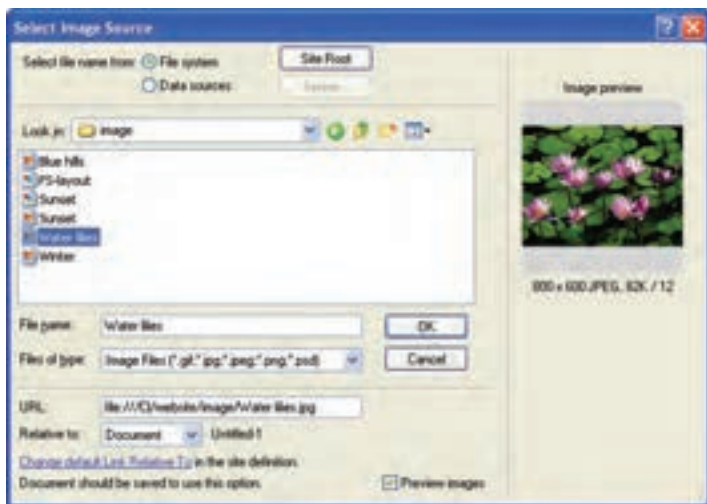 Select Image Source
Select file name from: File system
Site Root
Data sources
Image preview
Look in: image
Blue hills
PS-layout
Sunset
Sunset
Water lilies
Winter
800 x 600 JPEG, 82K / 12
File name: Water lilies
OK
Files of type: Image Files (*.gif;*.jpg;*.jpeg;*.png;*.psd)
Cancel
URL: file:///C|/website/image/Water lilies.jpg
Relative to: Document Untitled-1
Change default Link Relative To in the site definition.
Document should be saved to use this option.
Preview images